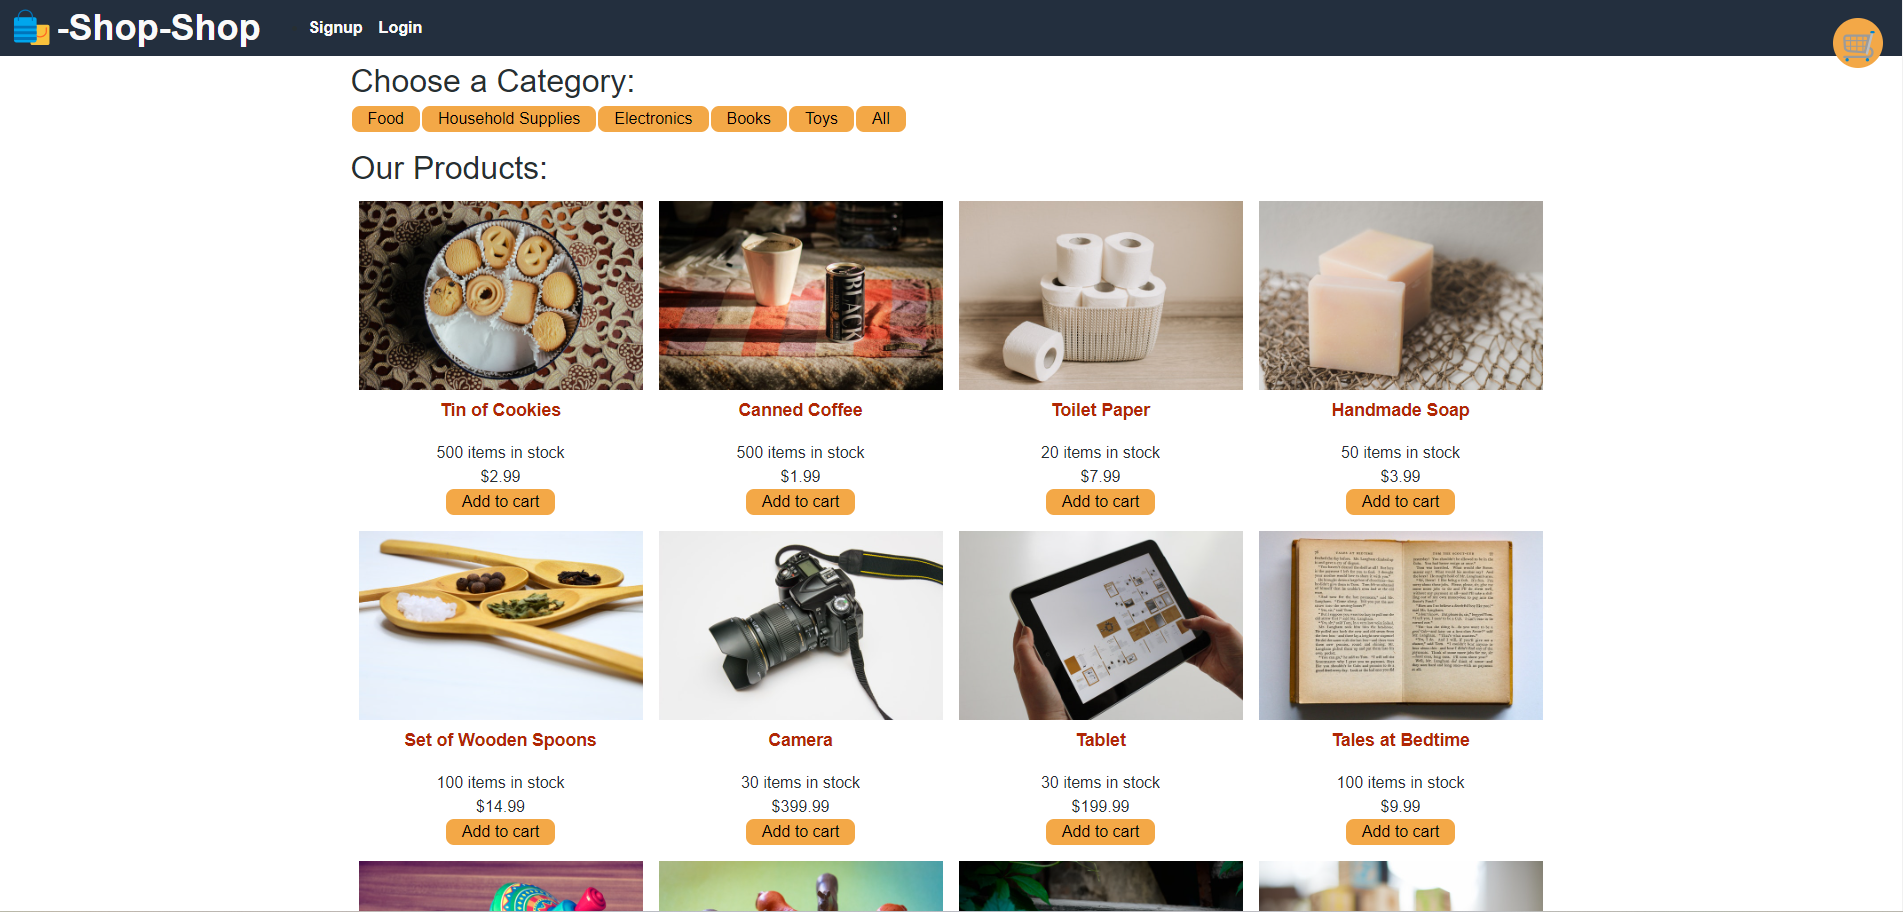 -Shop-Shop
Signup Login
Choose a Category:
Food Household Supplies Electronics Books Toys All
Our Products:
BLACK
Tin of Cookies Canned Coffee Toilet Paper Handmade Soap
500 items in stock 500 items in stock 20 items in stock 50 items in stock
$2.99 $1.99 $7.99 $3.99
Add to cart Add to cart Add to cart Add to cart
Set of Wooden Spoons Camera Tablet Tales at Bedtime
100 items in stock 30 items in stock 30 items in stock 100 items in stock
$14.99 $399.99 $199.99 $9.99
Add to cart Add to cart Add to cart Add to cart